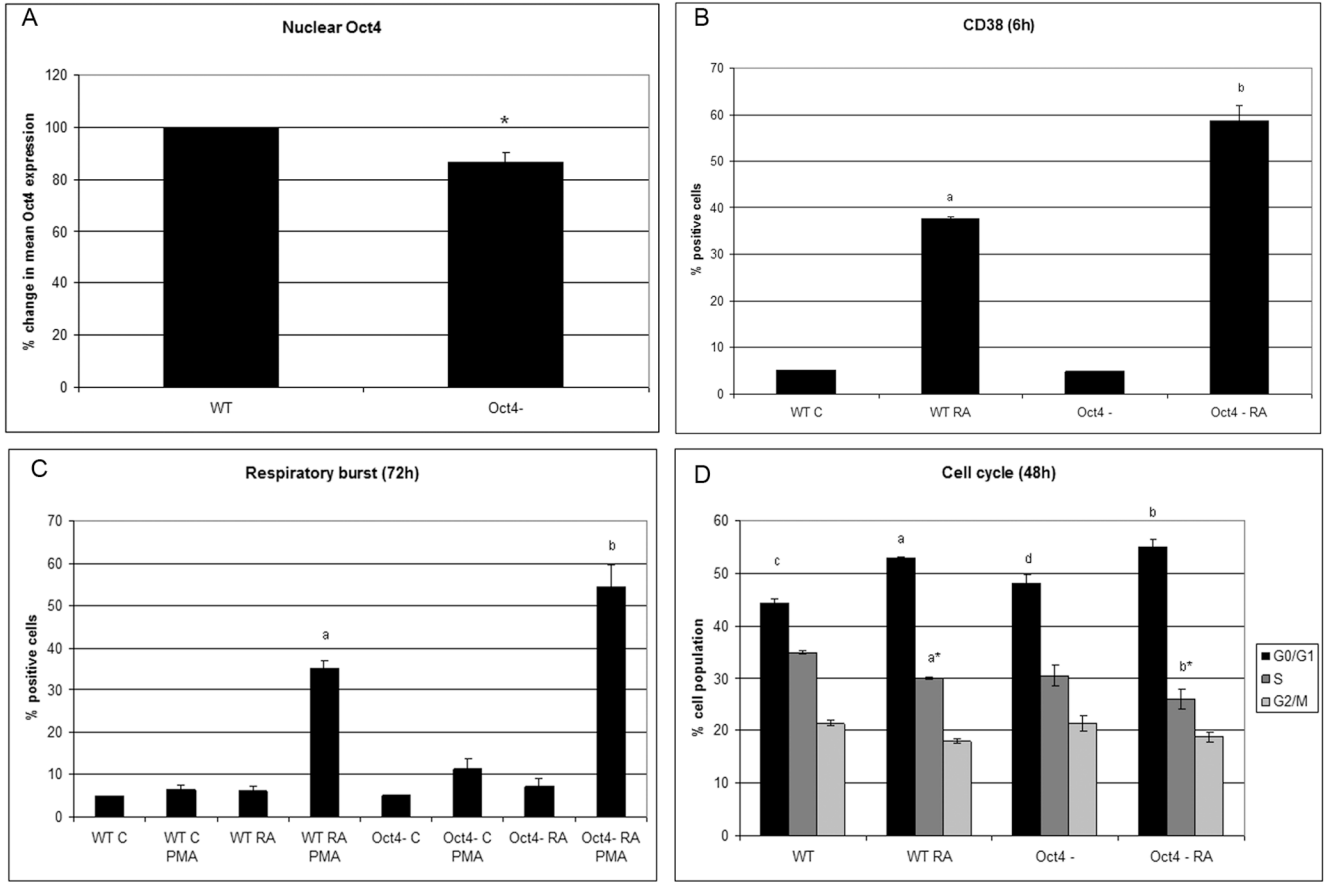 A
Nuclear Oct4
% change in mean Oct4 expression
120
100
80
60
40
20
0
*
WT
Oct4-
B
CD38 (6h)
% positive cells
70
60
50
40
30
20
10
0
a
b
WT C
WT RA
Oct4 -
Oct4 - RA
C
Respiratory burst (72h)
% positive cells
70
60
50
40
30
20
10
0
a
b
WT C
WT C
PMA
WT RA
WT RA
PMA
Oct4- C
Oct4- C
PMA
Oct4- RA
Oct4- RA
PMA
D
Cell cycle (48h)
% cell population
60
50
40
30
20
10
0
c
a
a*
d
b
b*
WT
WT RA
Oct4 -
Oct4 - RA
G0/G1
S
G2/M